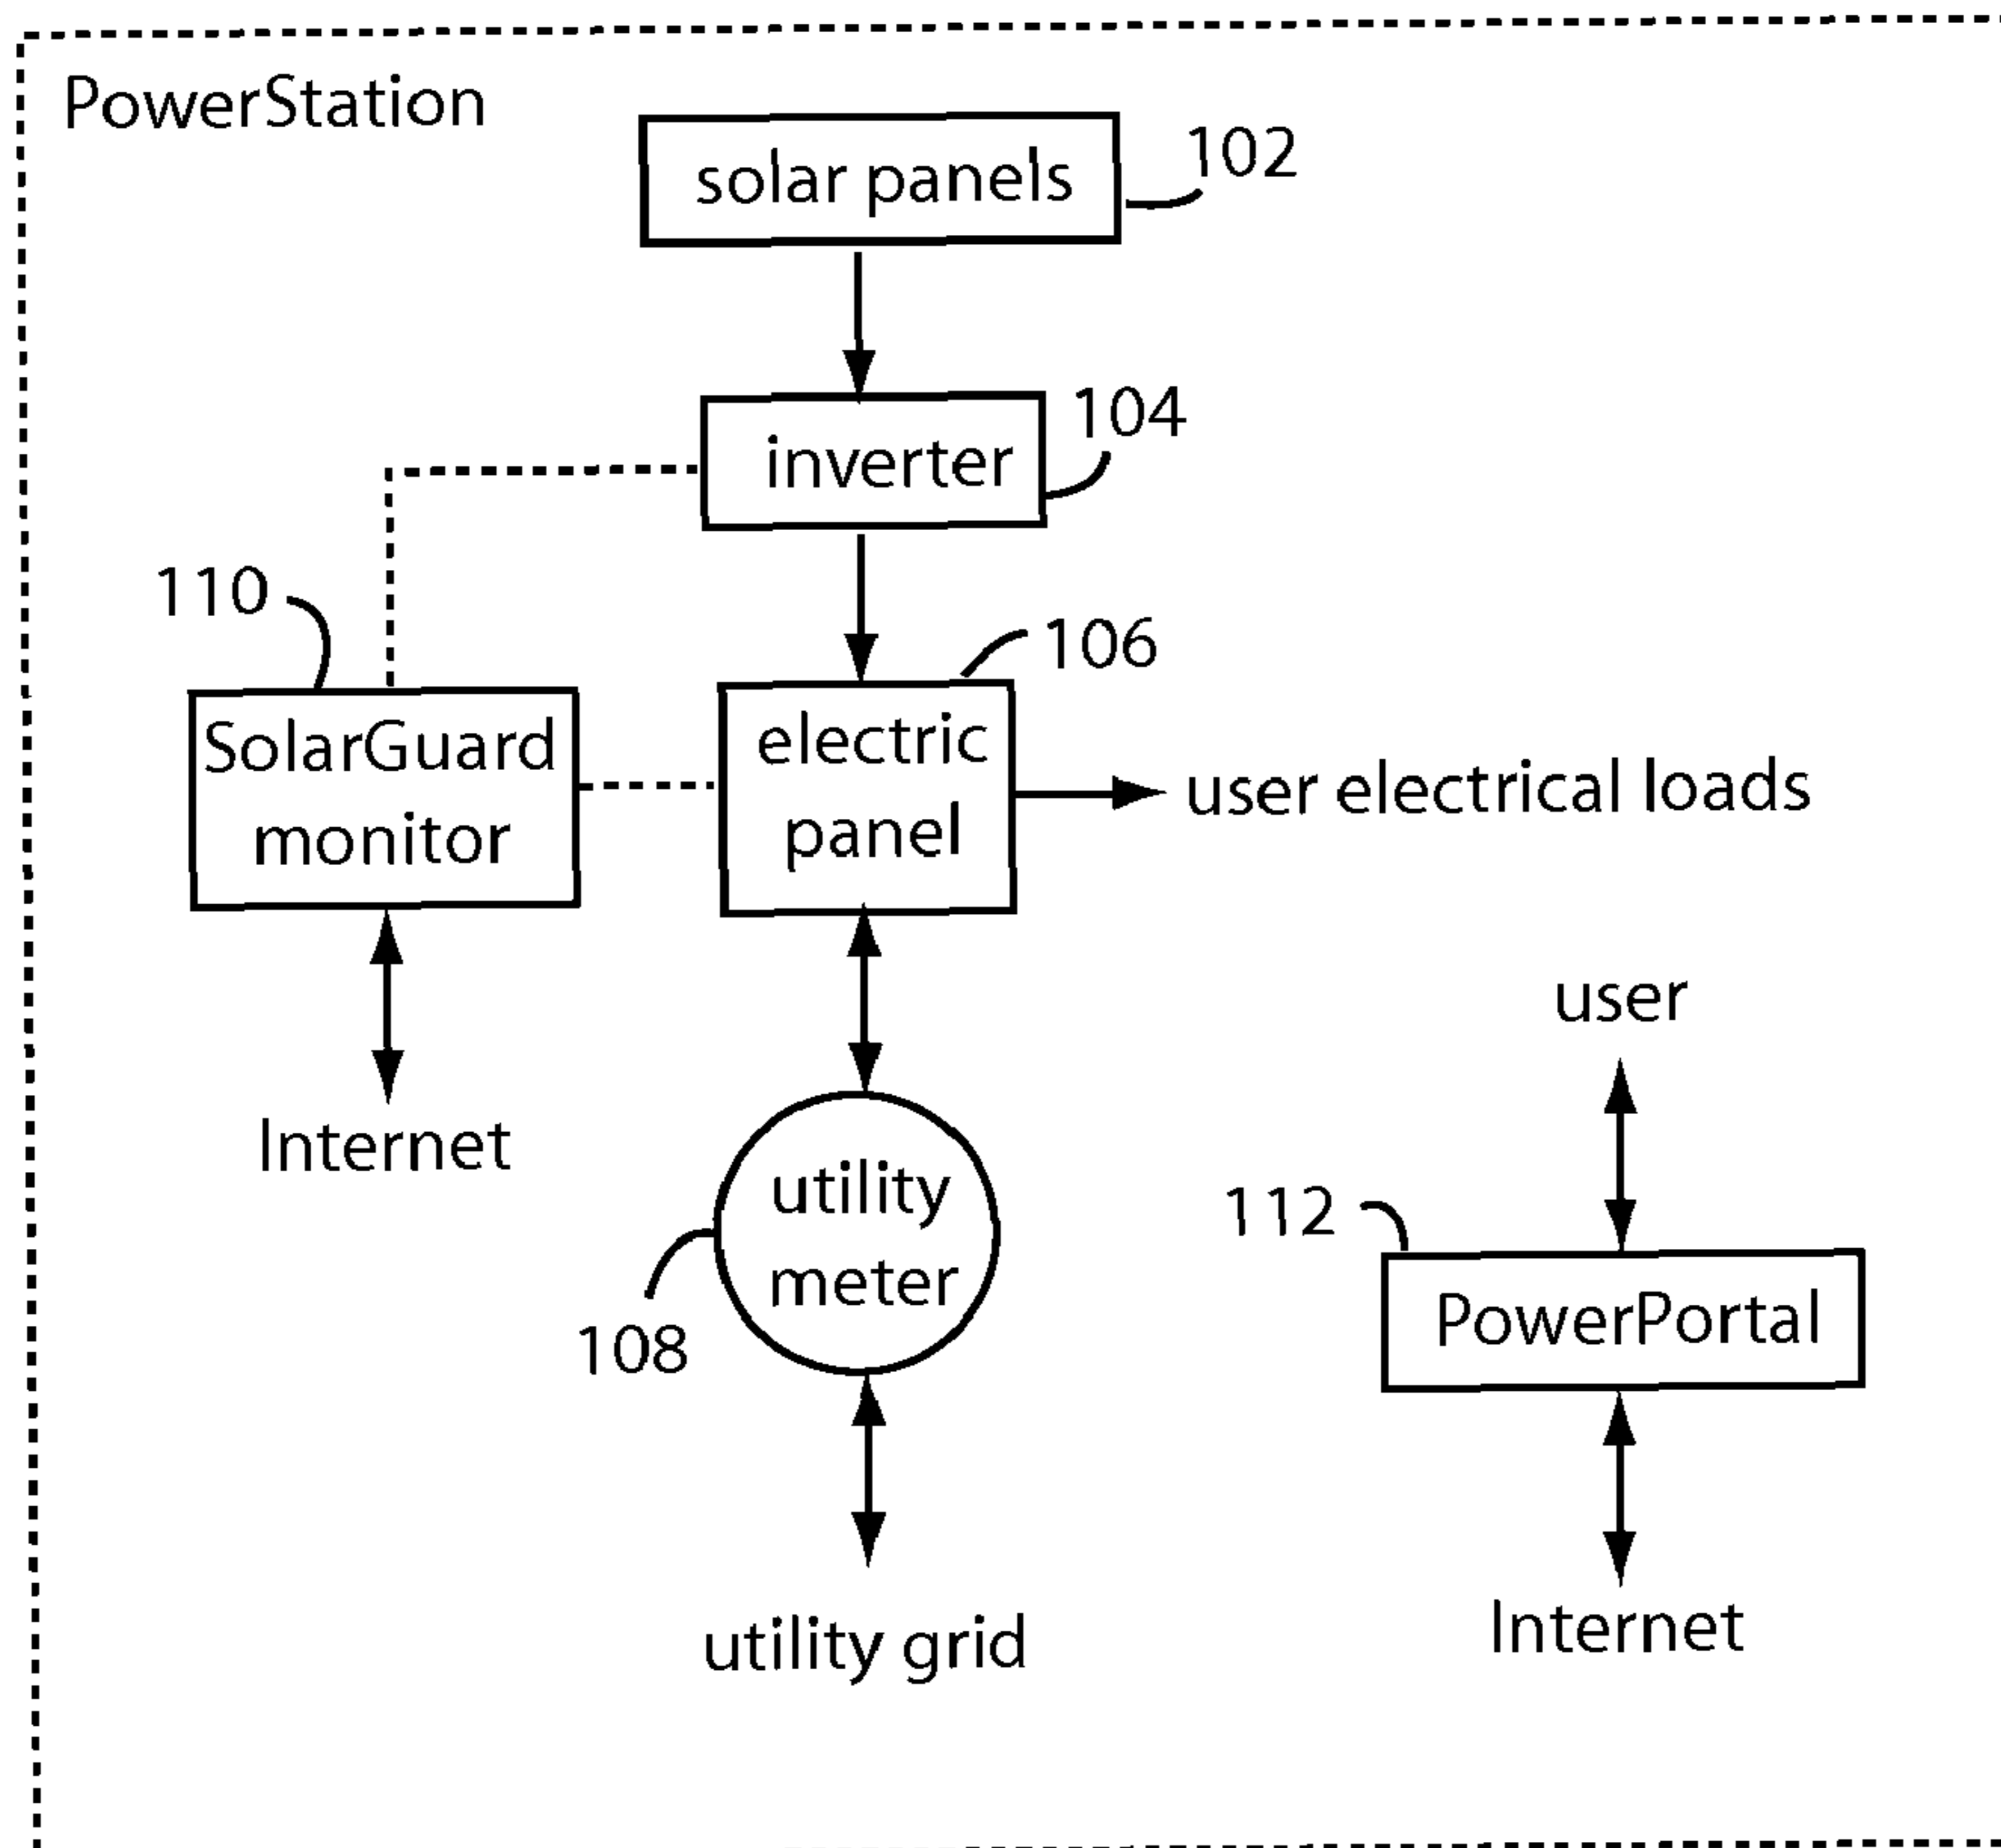 PowerStation
solar panels
102
inverter
104
110
106
SolarGuard
monitor
electric
panel
user electrical loads
Internet
user
utility
meter
108
112
PowerPortal
utility grid
Internet